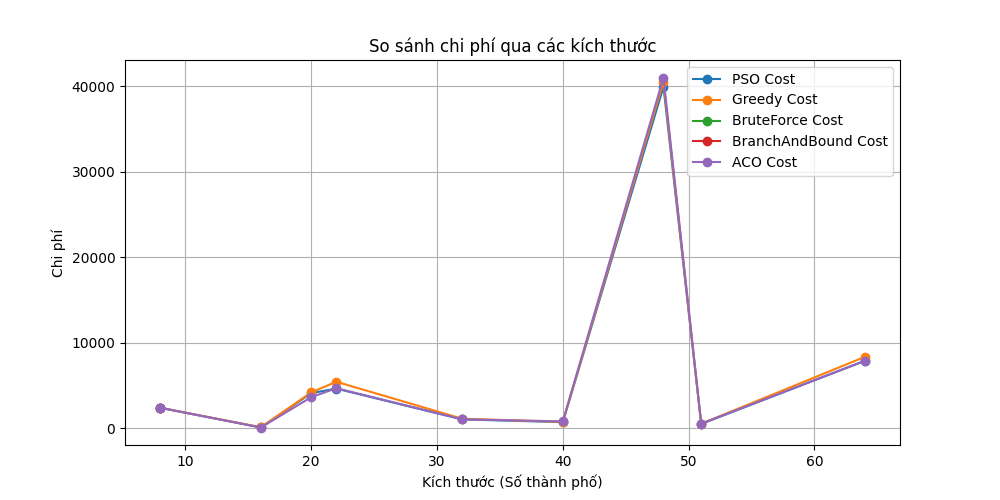 So sánh chi phí qua các kích thước
Chi phí
40000
30000
20000
10000
0
PSO Cost
Greedy Cost
BruteForce Cost
BranchAndBound Cost
ACO Cost
10 20 30 40 50 60
Kích thước (Số thành phố)